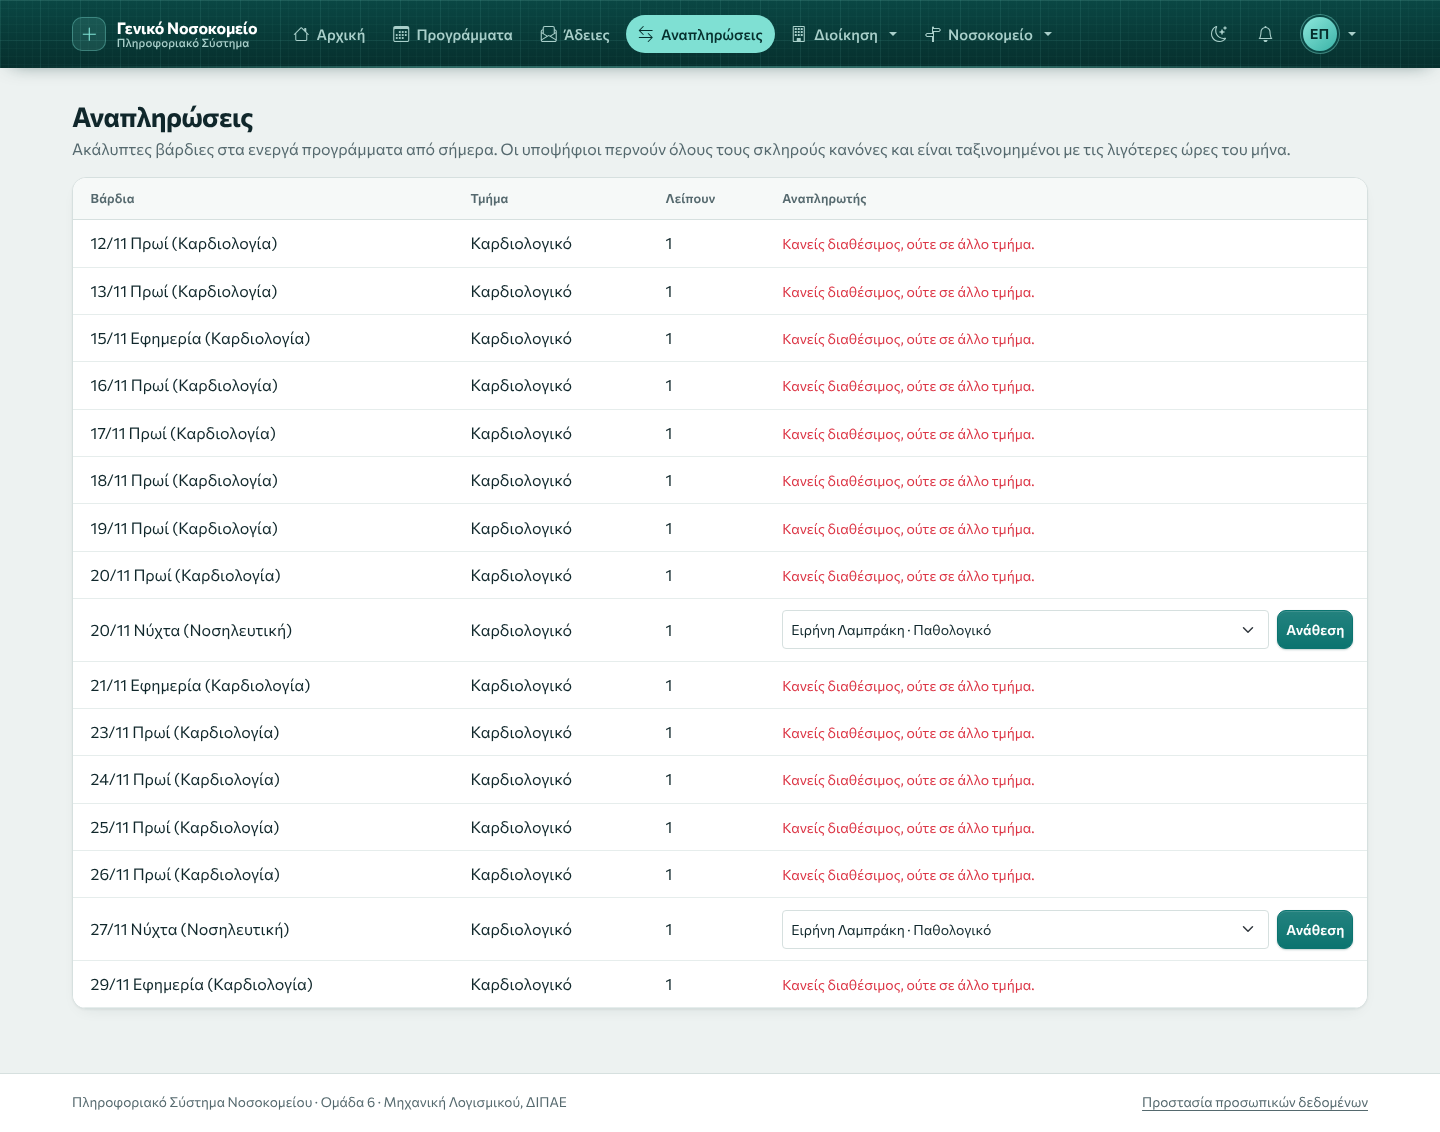 Γενικό Νοσοκομείο
Πληροφοριακό Σύστημα
Αρχική
Προγράμματα
Άδειες
Αναπληρώσεις
Διοίκηση
Νοσοκομείο
ΕΠ
Αναπληρώσεις
Ακάλυπτες βάρδιες στα ενεργά προγράμματα από σήμερα. Οι υποψήφιοι περνούν όλους τους σκληρούς κανόνες και είναι ταξινομημένοι με τις λιγότερες ώρες του μήνα.
Βάρδια Τμήμα Λείπουν Αναπληρωτής
12/11 Πρωί (Καρδιολογία) Καρδιολογικό 1 Κανείς διαθέσιμος, ούτε σε άλλο τμήμα.
13/11 Πρωί (Καρδιολογία) Καρδιολογικό 1 Κανείς διαθέσιμος, ούτε σε άλλο τμήμα.
15/11 Εφημερία (Καρδιολογία) Καρδιολογικό 1 Κανείς διαθέσιμος, ούτε σε άλλο τμήμα.
16/11 Πρωί (Καρδιολογία) Καρδιολογικό 1 Κανείς διαθέσιμος, ούτε σε άλλο τμήμα.
17/11 Πρωί (Καρδιολογία) Καρδιολογικό 1 Κανείς διαθέσιμος, ούτε σε άλλο τμήμα.
18/11 Πρωί (Καρδιολογία) Καρδιολογικό 1 Κανείς διαθέσιμος, ούτε σε άλλο τμήμα.
19/11 Πρωί (Καρδιολογία) Καρδιολογικό 1 Κανείς διαθέσιμος, ούτε σε άλλο τμήμα.
20/11 Πρωί (Καρδιολογία) Καρδιολογικό 1 Κανείς διαθέσιμος, ούτε σε άλλο τμήμα.
20/11 Νύχτα (Νοσηλευτική) Καρδιολογικό 1 Ειρήνη Λαμπράκη · Παθολογικό Ανάθεση
21/11 Εφημερία (Καρδιολογία) Καρδιολογικό 1 Κανείς διαθέσιμος, ούτε σε άλλο τμήμα.
23/11 Πρωί (Καρδιολογία) Καρδιολογικό 1 Κανείς διαθέσιμος, ούτε σε άλλο τμήμα.
24/11 Πρωί (Καρδιολογία) Καρδιολογικό 1 Κανείς διαθέσιμος, ούτε σε άλλο τμήμα.
25/11 Πρωί (Καρδιολογία) Καρδιολογικό 1 Κανείς διαθέσιμος, ούτε σε άλλο τμήμα.
26/11 Πρωί (Καρδιολογία) Καρδιολογικό 1 Κανείς διαθέσιμος, ούτε σε άλλο τμήμα.
27/11 Νύχτα (Νοσηλευτική) Καρδιολογικό 1 Ειρήνη Λαμπράκη · Παθολογικό Ανάθεση
29/11 Εφημερία (Καρδιολογία) Καρδιολογικό 1 Κανείς διαθέσιμος, ούτε σε άλλο τμήμα.
Πληροφοριακό Σύστημα Νοσοκομείου · Ομάδα 6 · Μηχανική Λογισμικού, ΔΙΠΑΕ
Προστασία προσωπικών δεδομένων